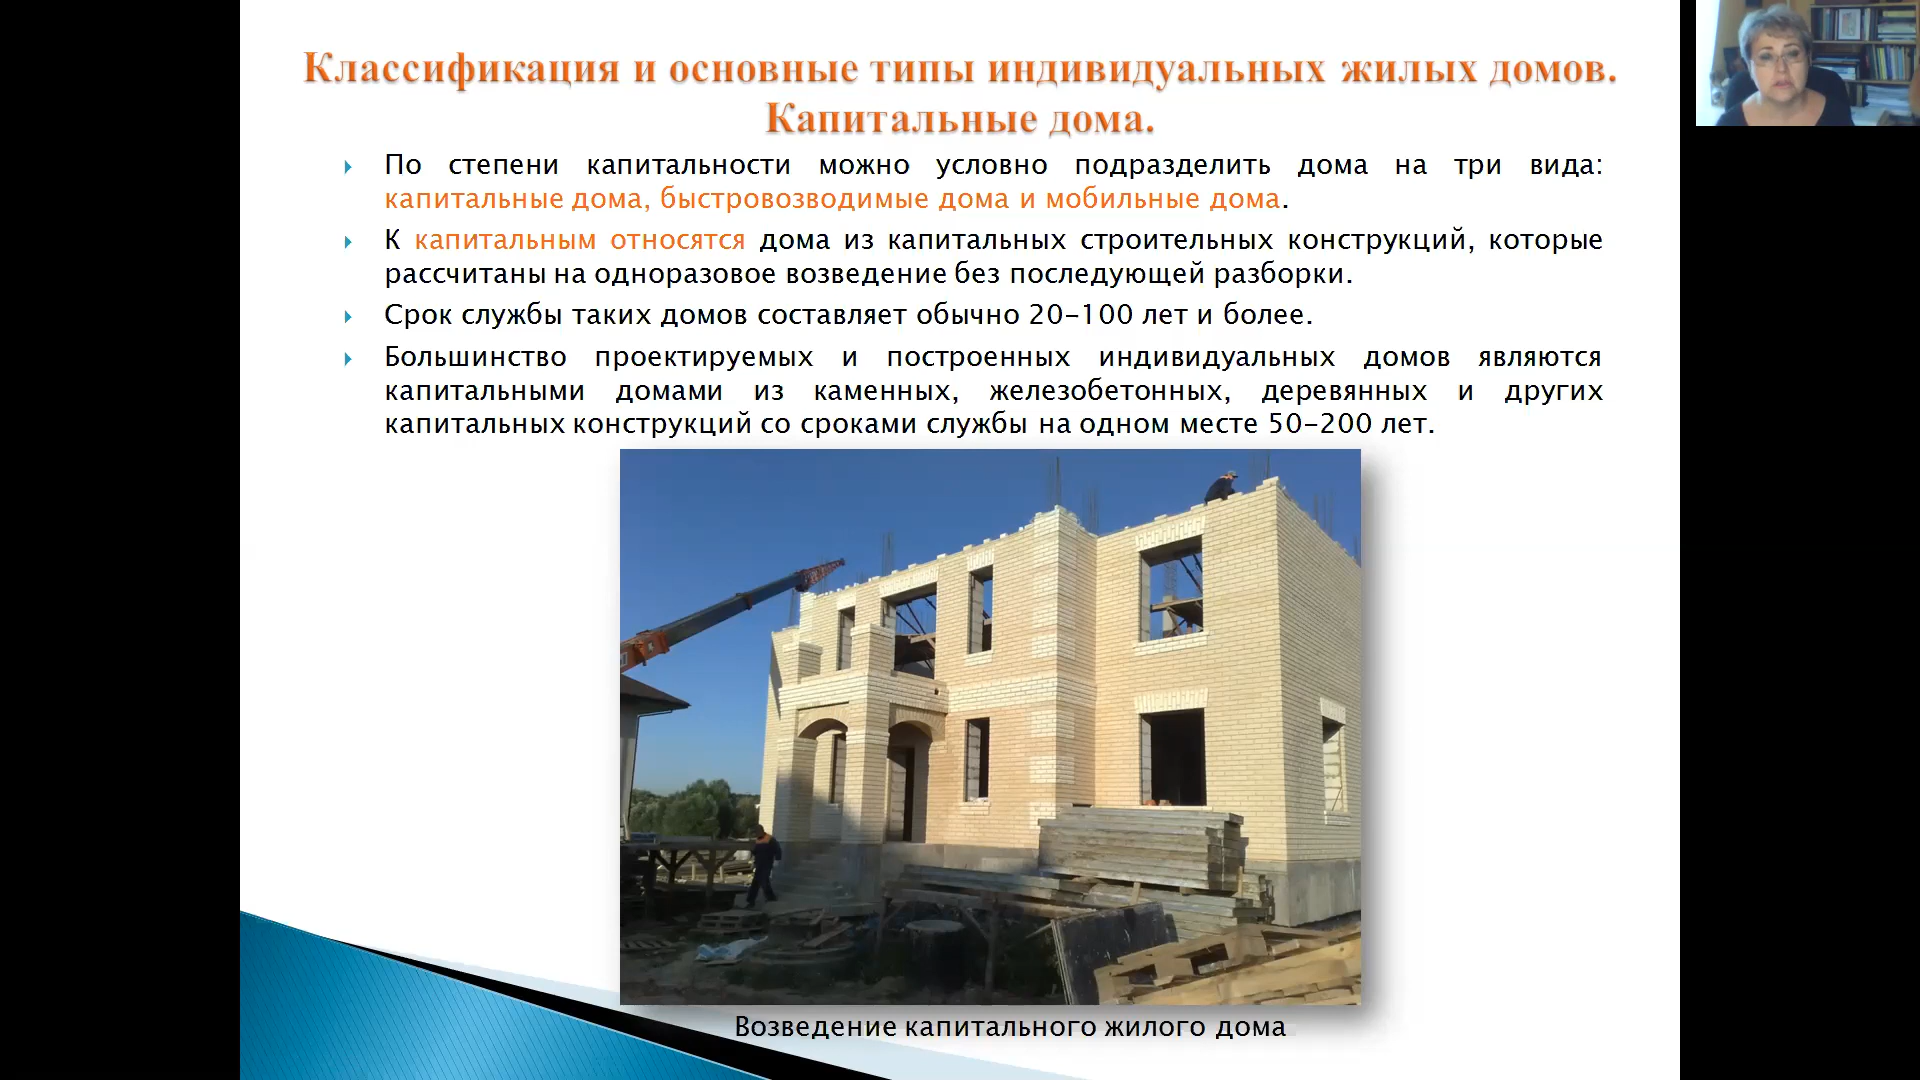 Классификация и основные типы индивидуальных жилых домов.
Капитальные дома.
По степени капитальности можно условно подразделить дома на три вида:
капитальные дома, быстровозводимые дома и мобильные дома.
К капитальным относятся дома из капитальных строительных конструкций, которые
рассчитаны на одноразовое возведение без последующей разборки.
Срок службы таких домов составляет обычно 20-100 лет и более.
Большинство проектируемых и построенных индивидуальных домов являются
капитальными домами из каменных, железобетонных, деревянных и других
капитальных конструкций со сроками службы на одном месте 50-200 лет.
Возведение капитального жилого дома